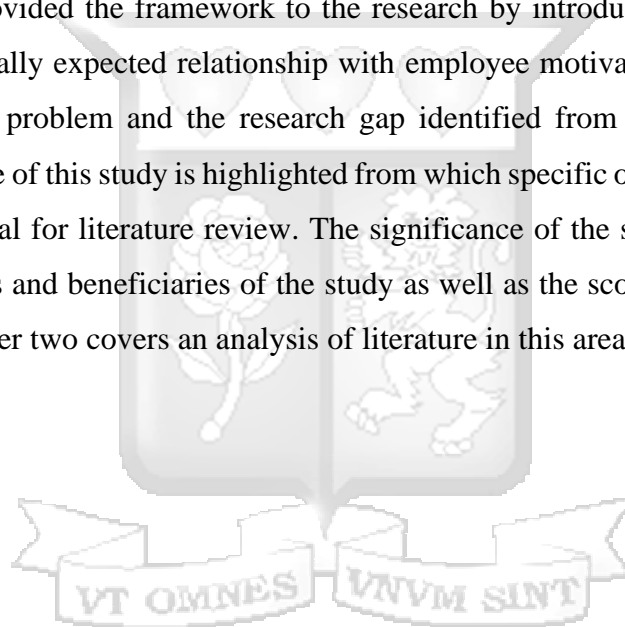 ovided the framework to the research by introdu
ally expected relationship with employee motiva
problem and the research gap identified from
e of this study is highlighted from which specific o
al for literature review. The significance of the s
s and beneficiaries of the study as well as the sco
er two covers an analysis of literature in this area
VT OMNES VNVM SINT